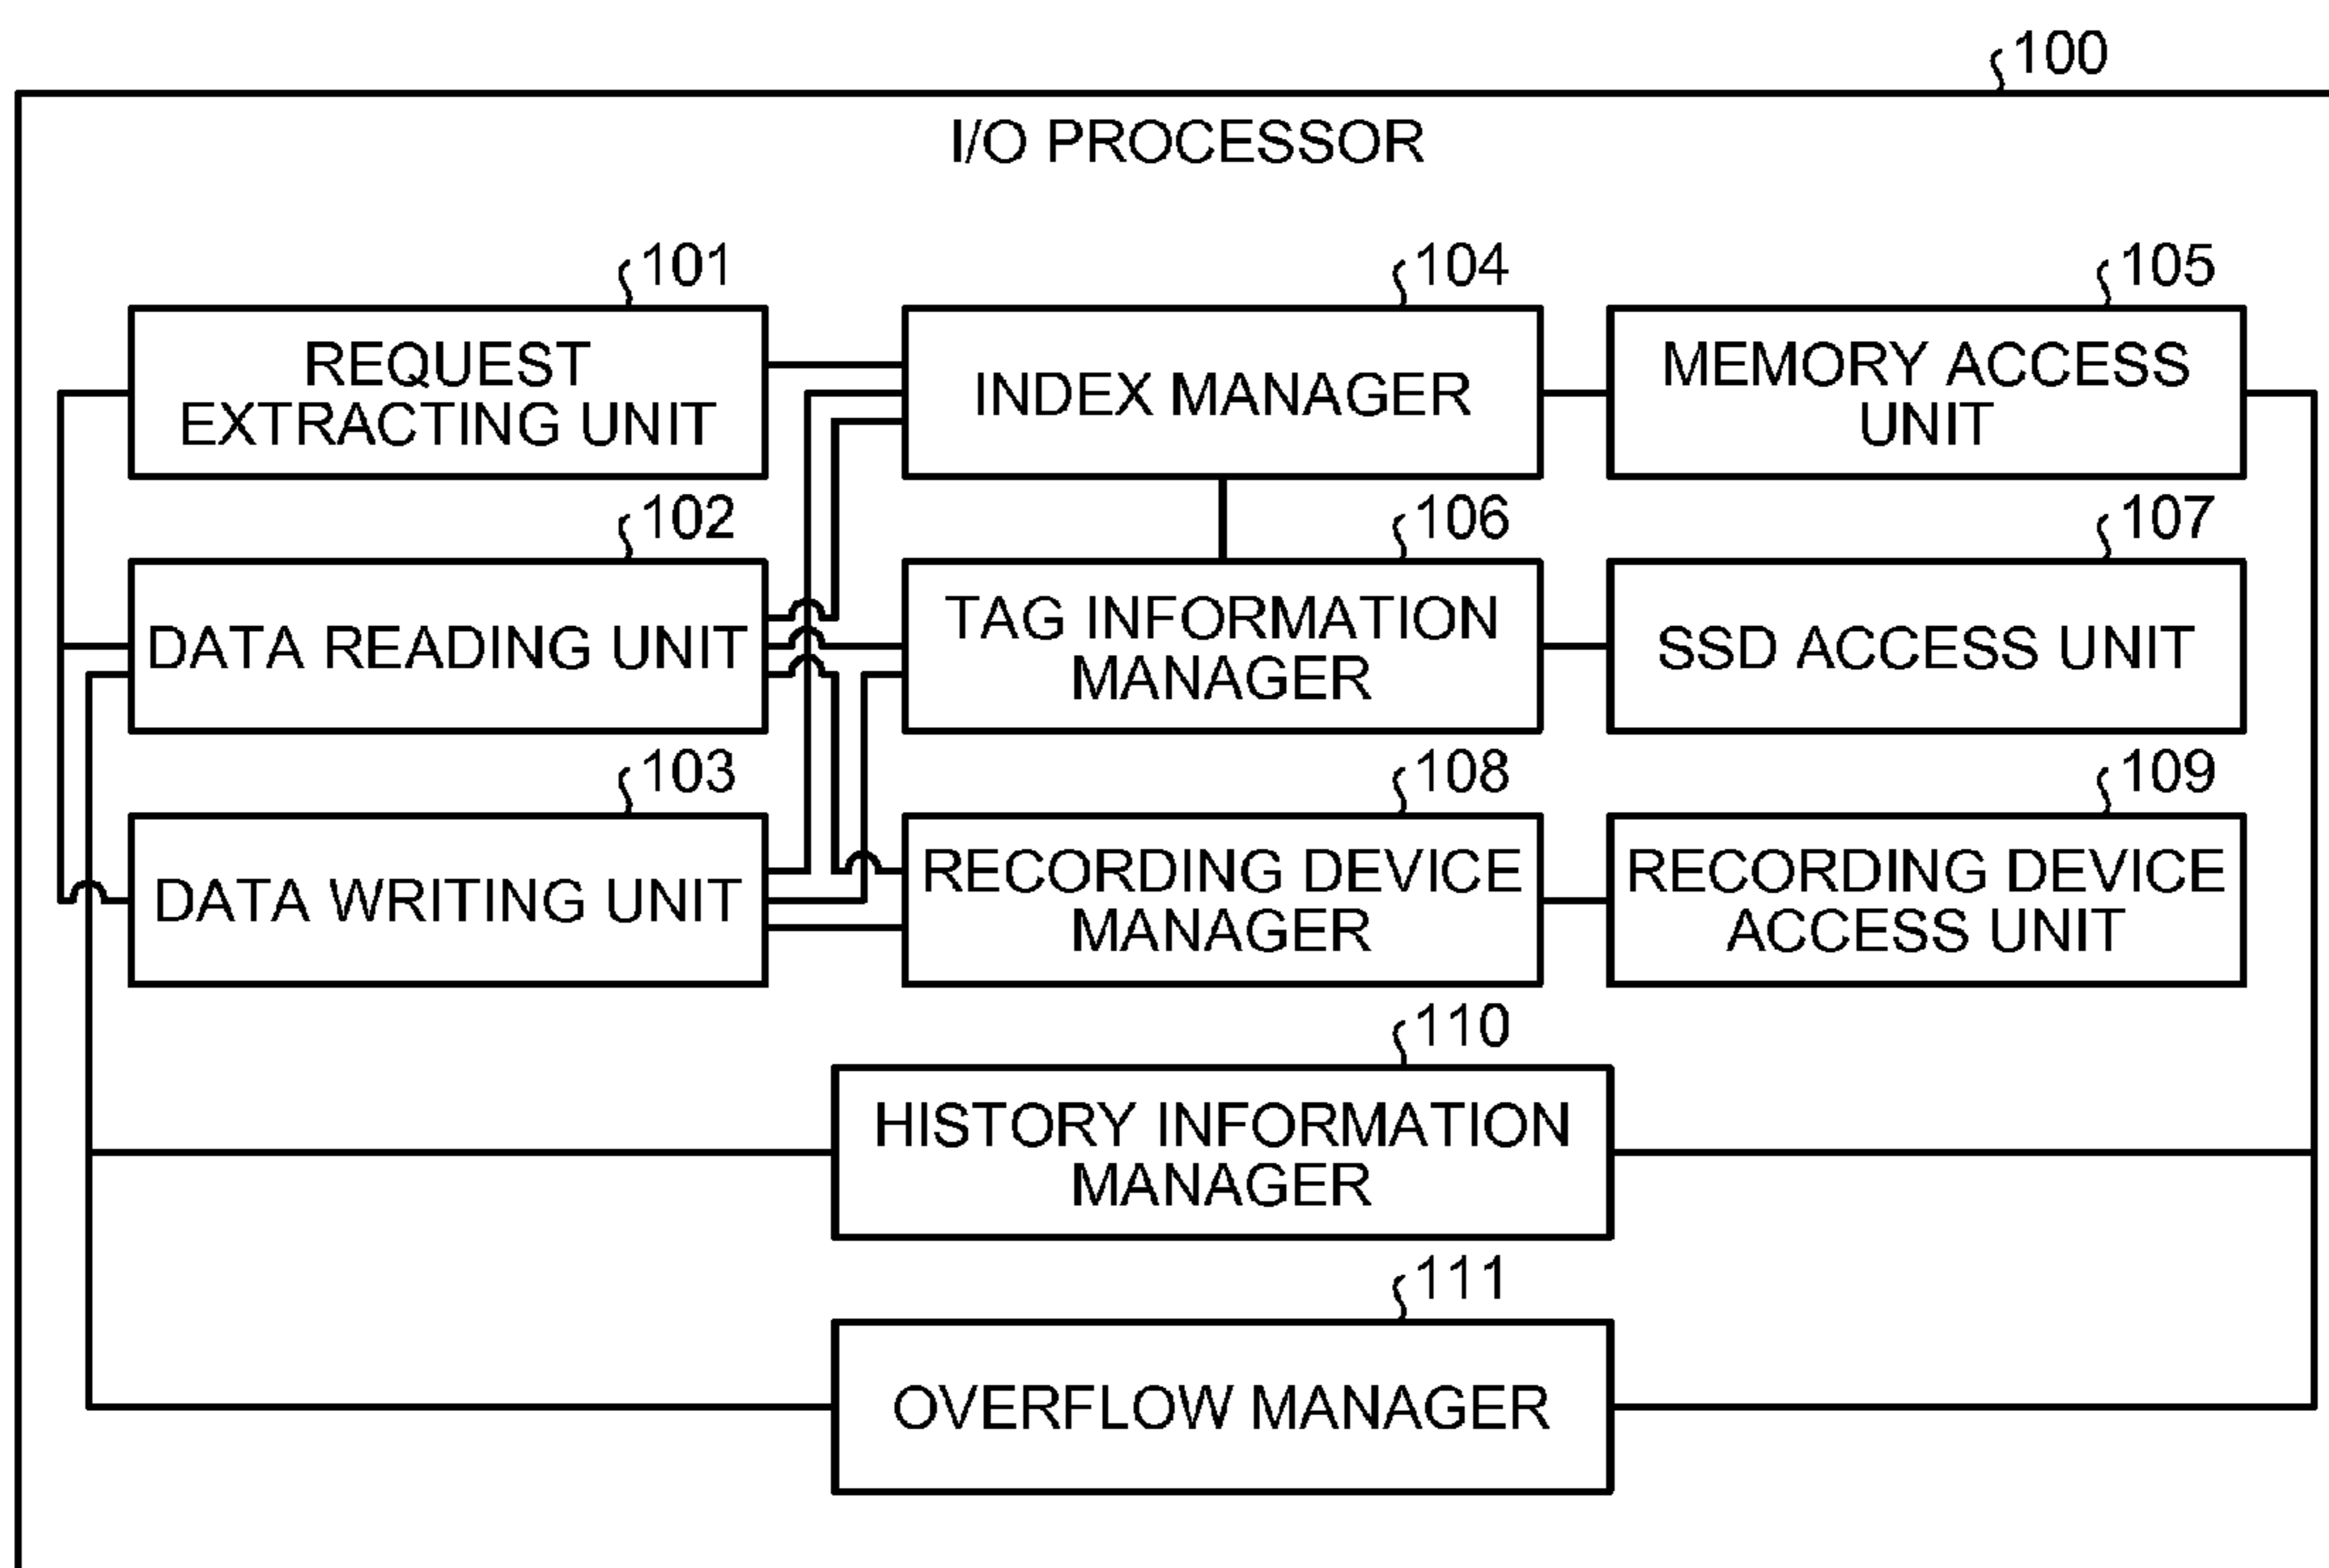 100
I/O PROCESSOR
101
REQUEST
EXTRACTING UNIT
104
INDEX MANAGER
105
MEMORY ACCESS
UNIT
102
DATA READING UNIT
106
TAG INFORMATION
MANAGER
107
SSD ACCESS UNIT
103
DATA WRITING UNIT
108
RECORDING DEVICE
MANAGER
109
RECORDING DEVICE
ACCESS UNIT
110
HISTORY INFORMATION
MANAGER
111
OVERFLOW MANAGER